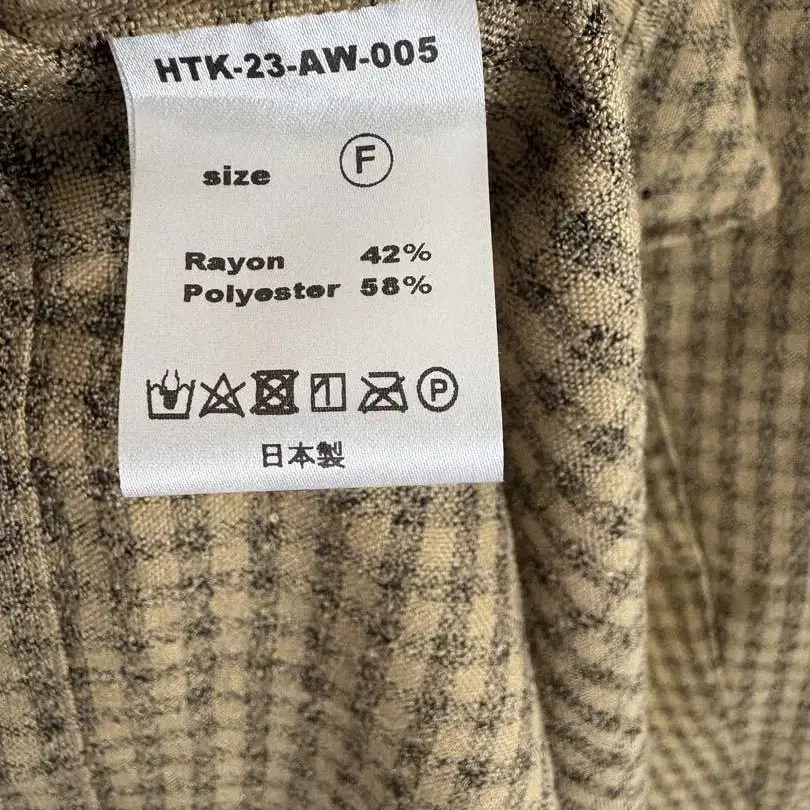 HTK-23-AW-005
size F
Rayon 42%
Polyester 58%
P
日本製